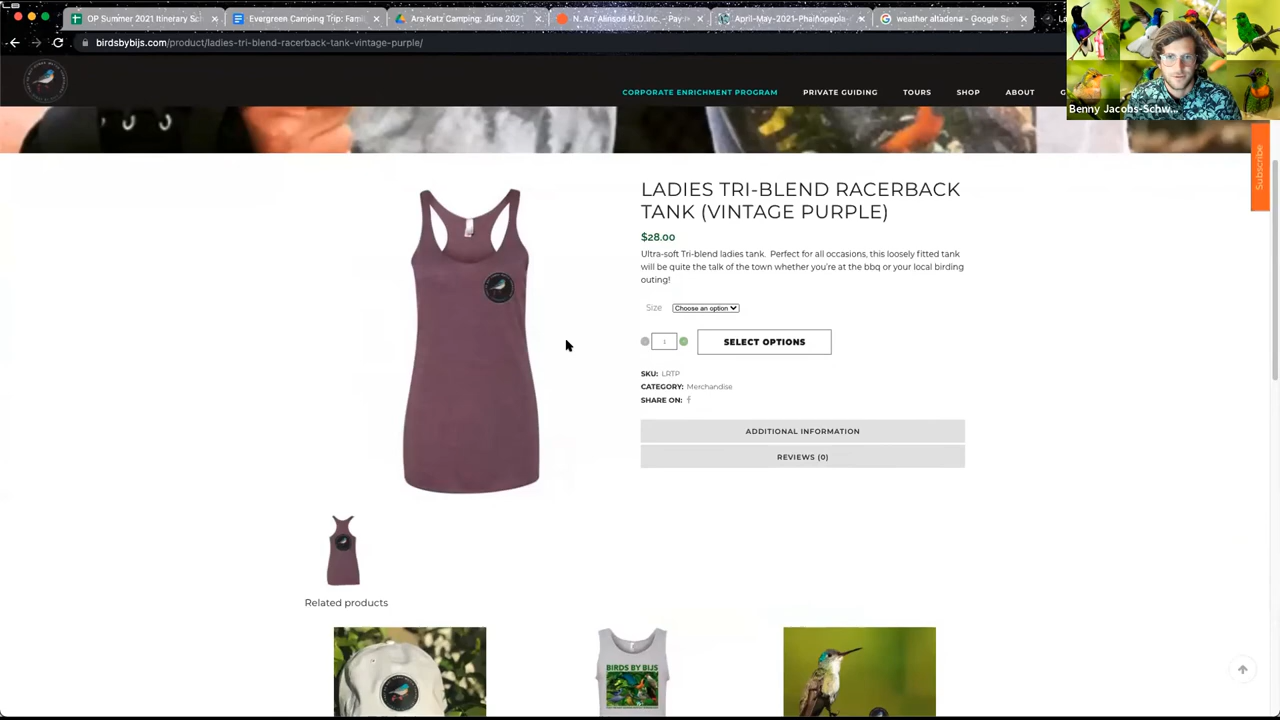 OP Summer 2021 Itinerary Sc
Evergreen Camping Trip: Fami
Ara Katz Camping: June 2021
N. Arr Alcisod M.D.Inc. - Pay
April-May-2021-Phainopepla
weather altadena - Google Se
birdsbybijs.com/product/ladies-tri-blend-racerback-tank-vintage-purple/
Benny Jacobs-Schw...
CORPORATE ENRICHMENT PROGRAM
PRIVATE GUIDING
TOURS
SHOP
ABOUT
Subscribe
LADIES TRI-BLEND RACERBACK
TANK (VINTAGE PURPLE)
$28.00
Ultra-soft Tri-blend ladies tank. Perfect for all occasions, this loosely fitted tank
will be quite the talk of the town whether you're at the bbq or your local birding
outing!
Size
Choose an option
1
SELECT OPTIONS
SKU: LRTP
CATEGORY: Merchandise
SHARE ON:
ADDITIONAL INFORMATION
REVIEWS (0)
Related products
BIRDS BY BIJS